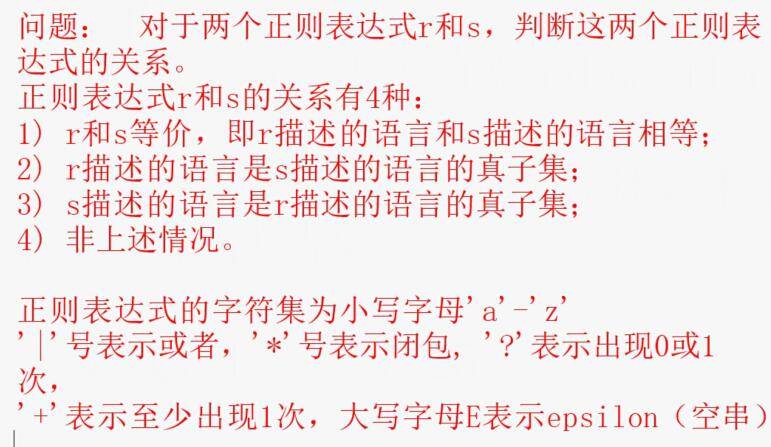 问题：  对于两个正则表达式r和s，判断这两个正则表
达式的关系。
正则表达式r和s的关系有4种：
1) r和s等价，即r描述的语言和s描述的语言相等；
2) r描述的语言是s描述的语言的真子集；
3) s描述的语言是r描述的语言的真子集；
4) 非上述情况。
正则表达式的字符集为小写字母'a'-'z'
'|'号表示或者，'*'号表示闭包, '?'表示出现0或1
次，
'+'表示至少出现1次，大写字母E表示epsilon（空串）